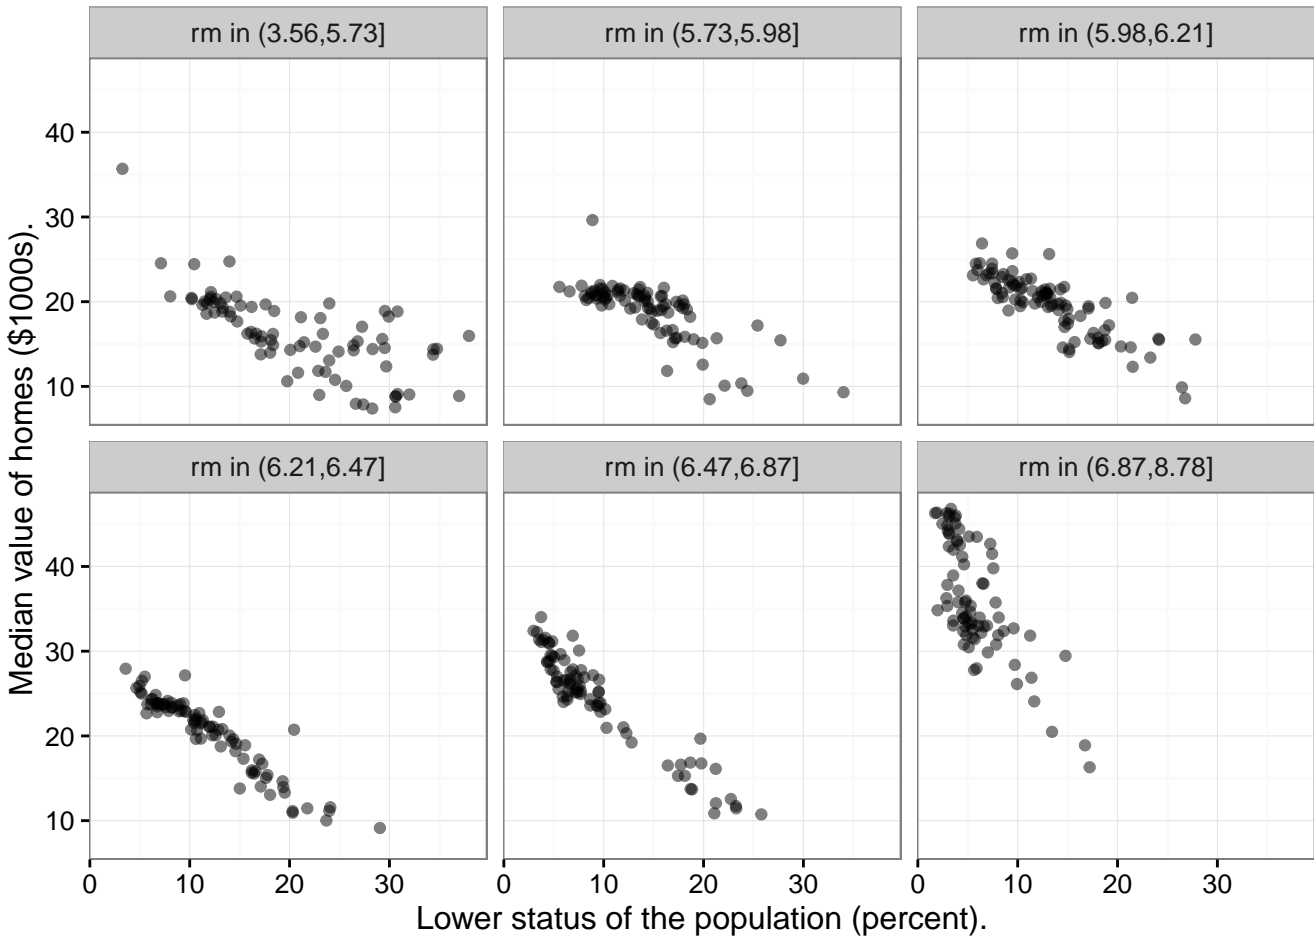 rm in (3.56,5.73]
rm in (5.73,5.98]
rm in (5.98,6.21]
40
30
20
10
rm in (6.21,6.47]
rm in (6.47,6.87]
rm in (6.87,8.78]
40
30
20
10
0 10 20 30
0 10 20 30
0 10 20 30
Lower status of the population (percent).
Median value of homes ($1000s).